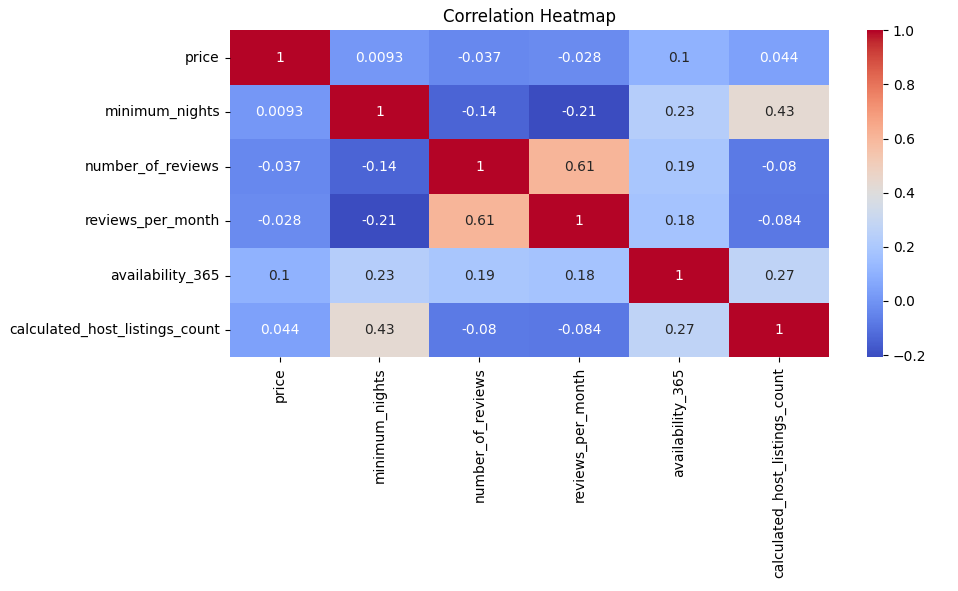 Correlation Heatmap
price 1 0.0093 -0.037 -0.028 0.1 0.044
minimum_nights 0.0093 1 -0.14 -0.21 0.23 0.43
number_of_reviews -0.037 -0.14 1 0.61 0.19 -0.08
reviews_per_month -0.028 -0.21 0.61 1 0.18 -0.084
availability_365 0.1 0.23 0.19 0.18 1 0.27
calculated_host_listings_count 0.044 0.43 -0.08 -0.084 0.27 1
price
minimum_nights
number_of_reviews
reviews_per_month
availability_365
calculated_host_listings_count
1.0
0.8
0.6
0.4
0.2
0.0
−0.2